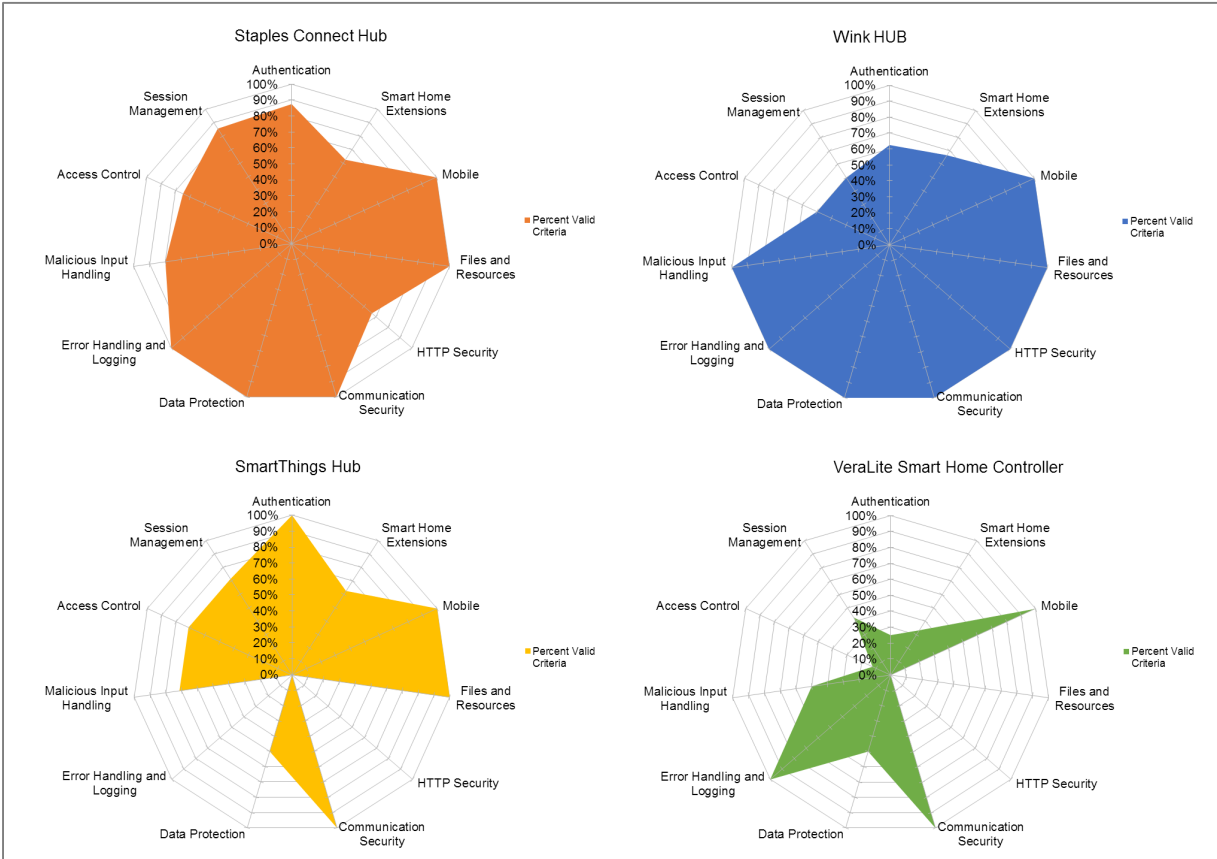 Staples Connect Hub
Authentication
Session
Management
Smart Home
Extensions
Access Control
Mobile
Malicious Input
Handling
Files and
Resources
Error Handling and
Logging
HTTP Security
Data Protection
Communication
Security
100%
90%
80%
70%
60%
50%
40%
30%
20%
10%
0%
Percent Valid
Criteria
Wink HUB
Authentication
Session
Management
Smart Home
Extensions
Access Control
Mobile
Malicious Input
Handling
Files and
Resources
Error Handling and
Logging
HTTP Security
Data Protection
Communication
Security
100%
90%
80%
70%
60%
50%
40%
30%
20%
10%
0%
Percent Valid
Criteria
SmartThings Hub
Authentication
Session
Management
Smart Home
Extensions
Access Control
Mobile
Malicious Input
Handling
Files and
Resources
Error Handling and
Logging
HTTP Security
Data Protection
Communication
Security
100%
90%
80%
70%
60%
50%
40%
30%
20%
10%
0%
Percent Valid
Criteria
VeraLite Smart Home Controller
Authentication
Session
Management
Smart Home
Extensions
Access Control
Mobile
Malicious Input
Handling
Files and
Resources
Error Handling and
Logging
HTTP Security
Data Protection
Communication
Security
100%
90%
80%
70%
60%
50%
40%
30%
20%
10%
0%
Percent Valid
Criteria